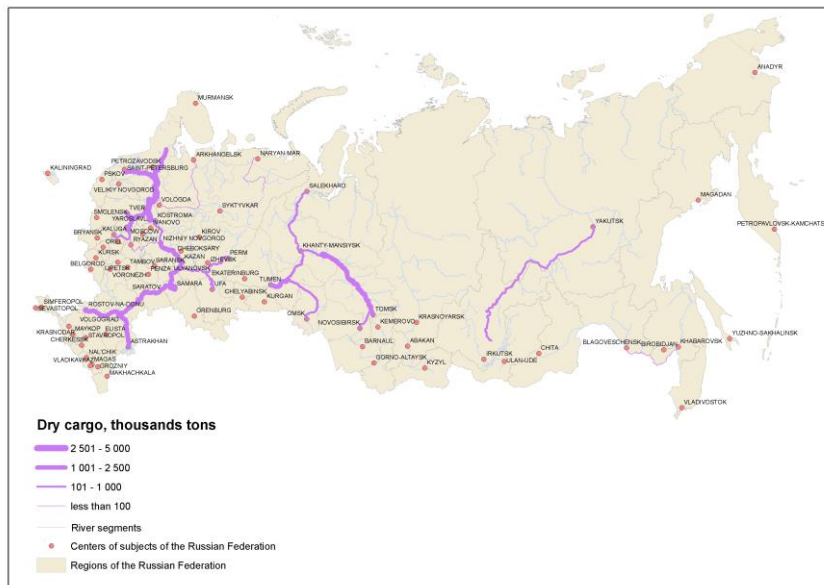 ANADYR
MURMANSK
PETROZAVODSK
SAINT-PETERSBURG
ARKHANGELSK
NARYAN-MAR
KALININGRAD
PSKOV
VELIKIY NOVGOROD
SALEKHARD
MAGADAN
VOLOGDA
SYKTYVKAR
TVER
SMOLENSK
YAROSLAVL
KOSTROMA
IVANOVO
YAKUTSK
PETROPAVLOVSK-KAMCHATS
KALUGA
MOSCOW
BRYANSK
RYAZAN
NIZHNIY NOVGOROD
KIROV
OREL
CHEBOKSARY
PERM
KHANTY-MANSIYSK
KURSK
KAZAN
IZHEVSK
TAMBOV
SARANSK
BELGOROD
LIPETSK
PENZA
ULYANOVSK
EKATERINBURG
VORONEZH
UFA
TUMEN
SAMARA
CHELYABINSK
SIMFEROPOL
ROSTOV-NA-DONU
SARATOV
KURGAN
TOMSK
SEVASTOPOL
ORENBURG
OMSK
NOVOSIBIRSK
KEMEROVO
KRASNOYARSK
VOLGOGRAD
KRASNODAR
MAYKOP
ELISTA
STAVROPOL
CHERKESSK
ASTRAKHAN
BARNAUL
ABAKAN
IRKUTSK
CHITA
BLAGOVESCHENSK
BIROBIDJAN
KHABAROVSK
YUZHNO-SAKHALINSK
ULAN-UDE
NAL'CHIK
VLADIKAVKAZ
MAGAS
GROZNIY
MAKHACHKALA
GORNO-ALTAYSK
KYZYL
VLADIVOSTOK
Dry cargo, thousands tons
2 501 - 5 000
1 001 - 2 500
101 - 1 000
less than 100
River segments
Centers of subjects of the Russian Federation
Regions of the Russian Federation